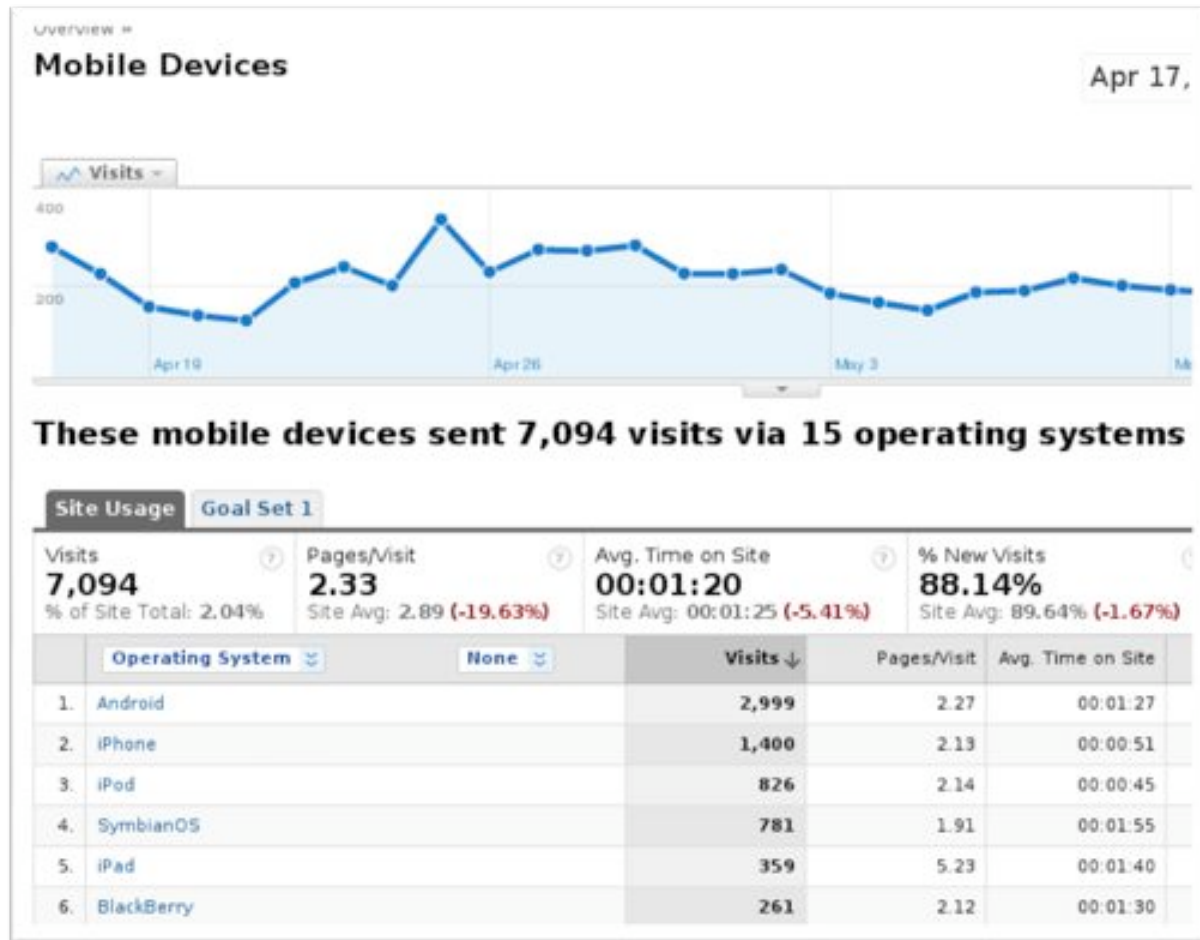 Overview »
Mobile Devices
Apr 17,
Visits
400
200
Apr 19
Apr 26
May 3
These mobile devices sent 7,094 visits via 15 operating systems
Site Usage Goal Set 1
Visits ? Pages/Visit ? Avg. Time on Site ? % New Visits
7,094 2.33 00:01:20 88.14%
% of Site Total: 2.04% Site Avg: 2.89 (-19.63%) Site Avg: 00:01:25 (-5.41%) Site Avg: 89.64% (-1.67%)
Operating System None Visits ↓ Pages/Visit Avg. Time on Site
1. Android 2,999 2.27 00:01:27
2. iPhone 1,400 2.13 00:00:51
3. iPod 826 2.14 00:00:45
4. SymbianOS 781 1.91 00:01:55
5. iPad 359 5.23 00:01:40
6. BlackBerry 261 2.12 00:01:30